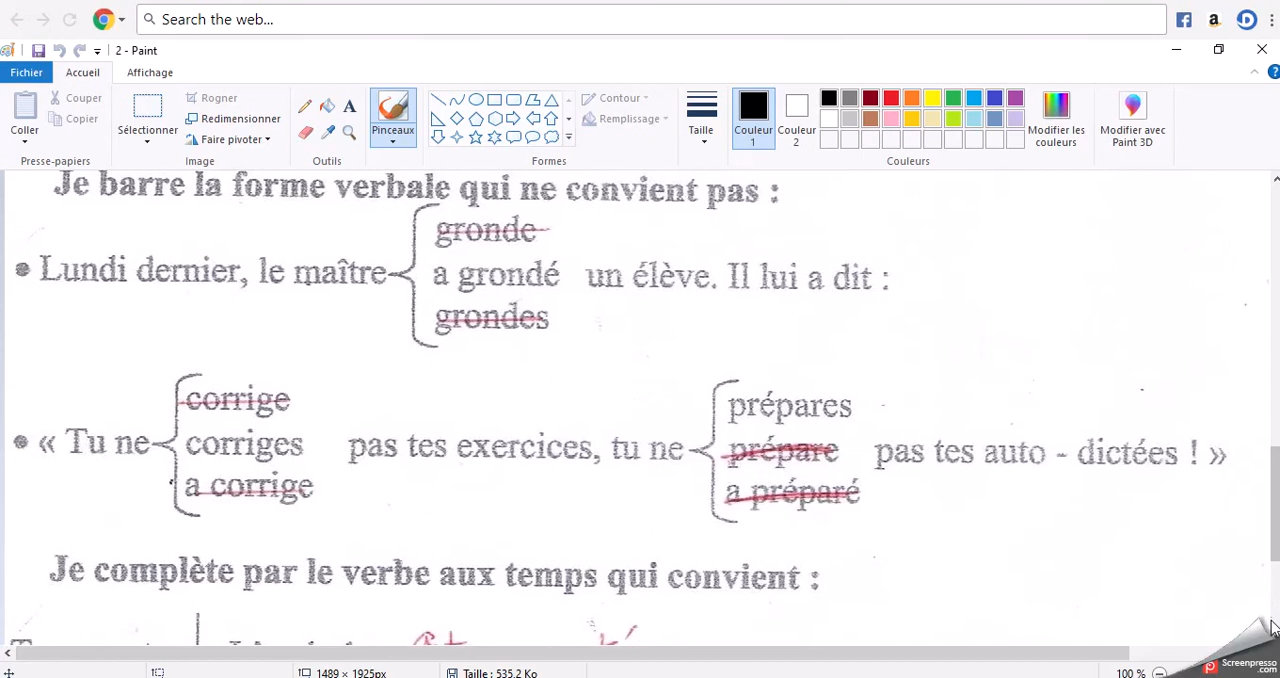 Search the web...
2 - Paint
Fichier Accueil Affichage
Coller
Couper
Copier
Presse-papiers
Sélectionner
Rogner
Redimensionner
Faire pivoter
Image
Outils
Pinceaux
Contour
Remplissage
Formes
Taille
Couleur 1
Couleur 2
Modifier les couleurs
Modifier avec Paint 3D
Couleurs
Je barre la forme verbale qui ne convient pas :
gronde
• Lundi dernier, le maître a grondé un élève. Il lui a dit :
grondes
corrige prépares
• « Tu ne corriges pas tes exercices, tu ne prépare pas tes auto - dictées ! »
a corrige a préparé
Je complète par le verbe aux temps qui convient :
1489 × 1925px Taille : 535.2 Ko 100 %
Screenpresso.com